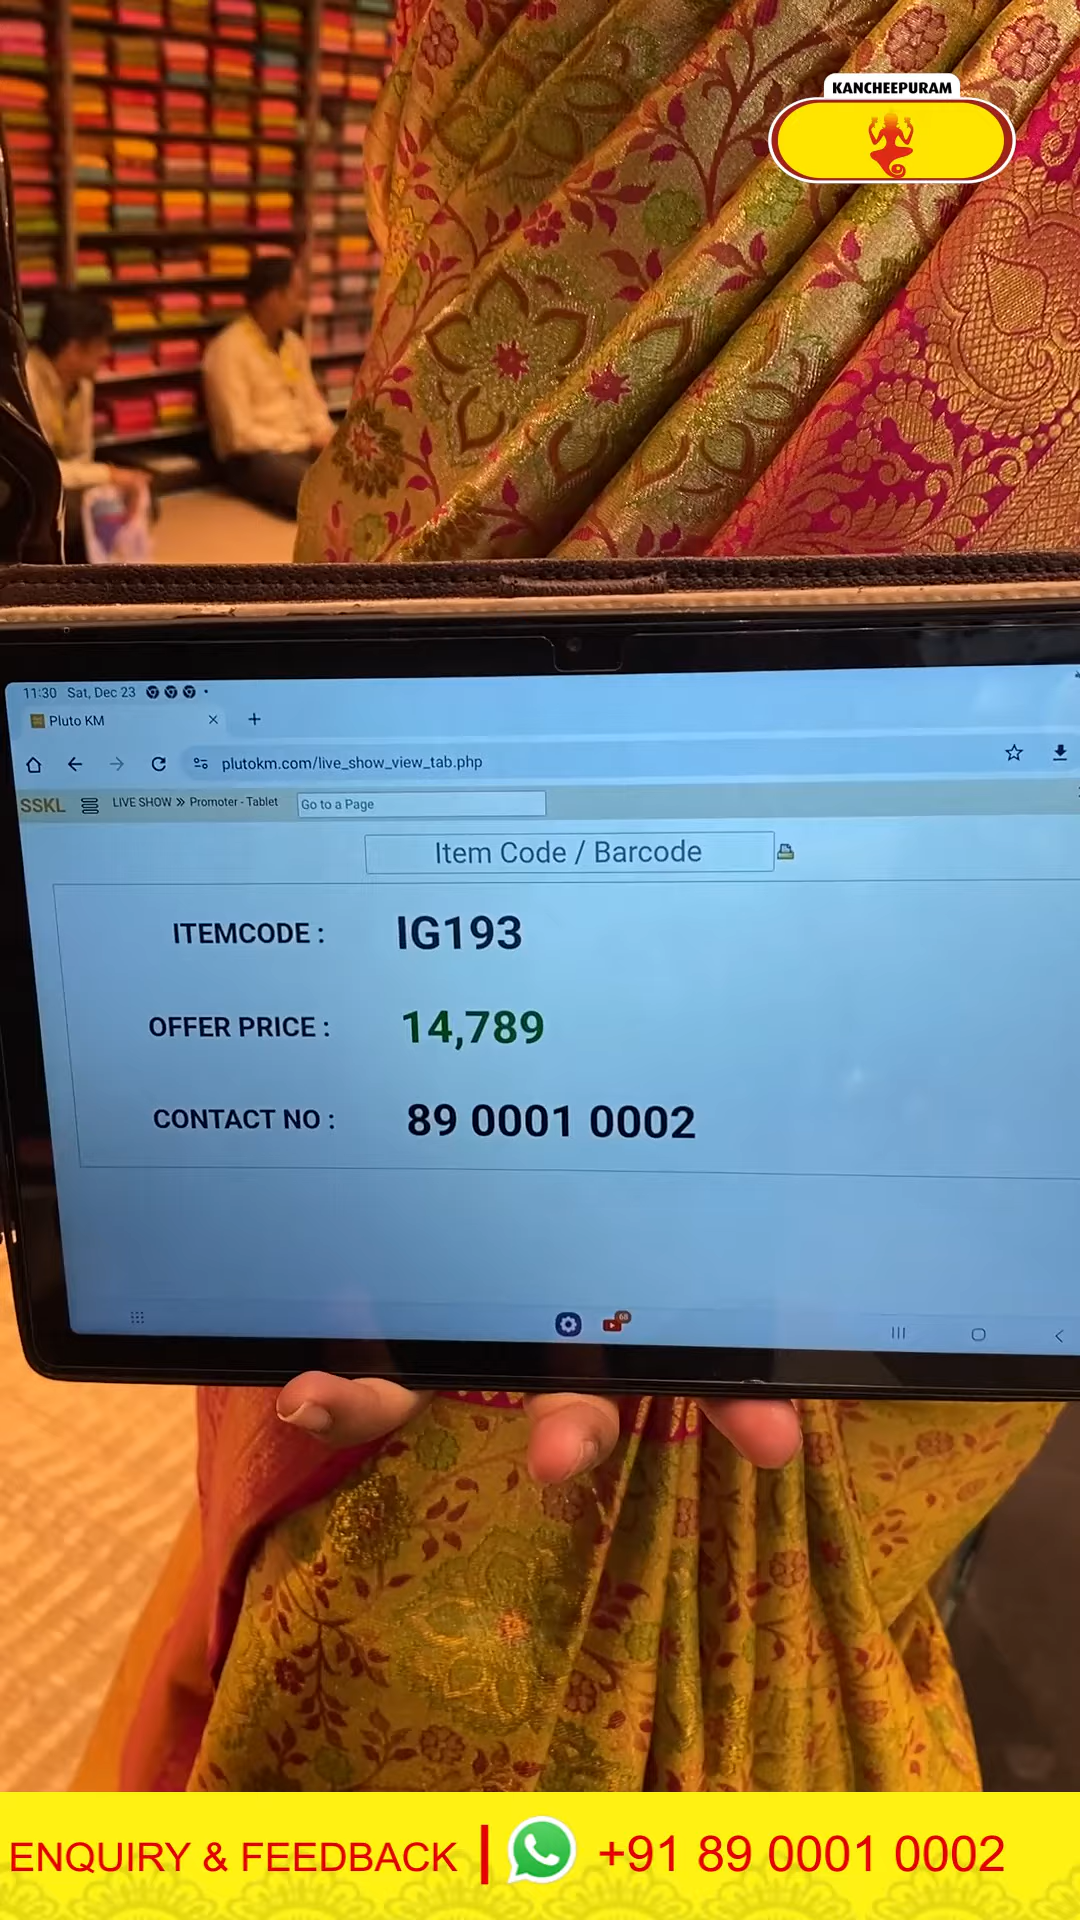 KANCHEEPURAM
11:30 Sat, Dec 23
Pluto KM
plutokm.com/live_show_view_tab.php
SSKL LIVE SHOW » Promoter - Tablet Go to a Page
Item Code / Barcode
ITEMCODE : IG193
OFFER PRICE : 14,789
CONTACT NO : 89 0001 0002
68
ENQUIRY & FEEDBACK | +91 89 0001 0002